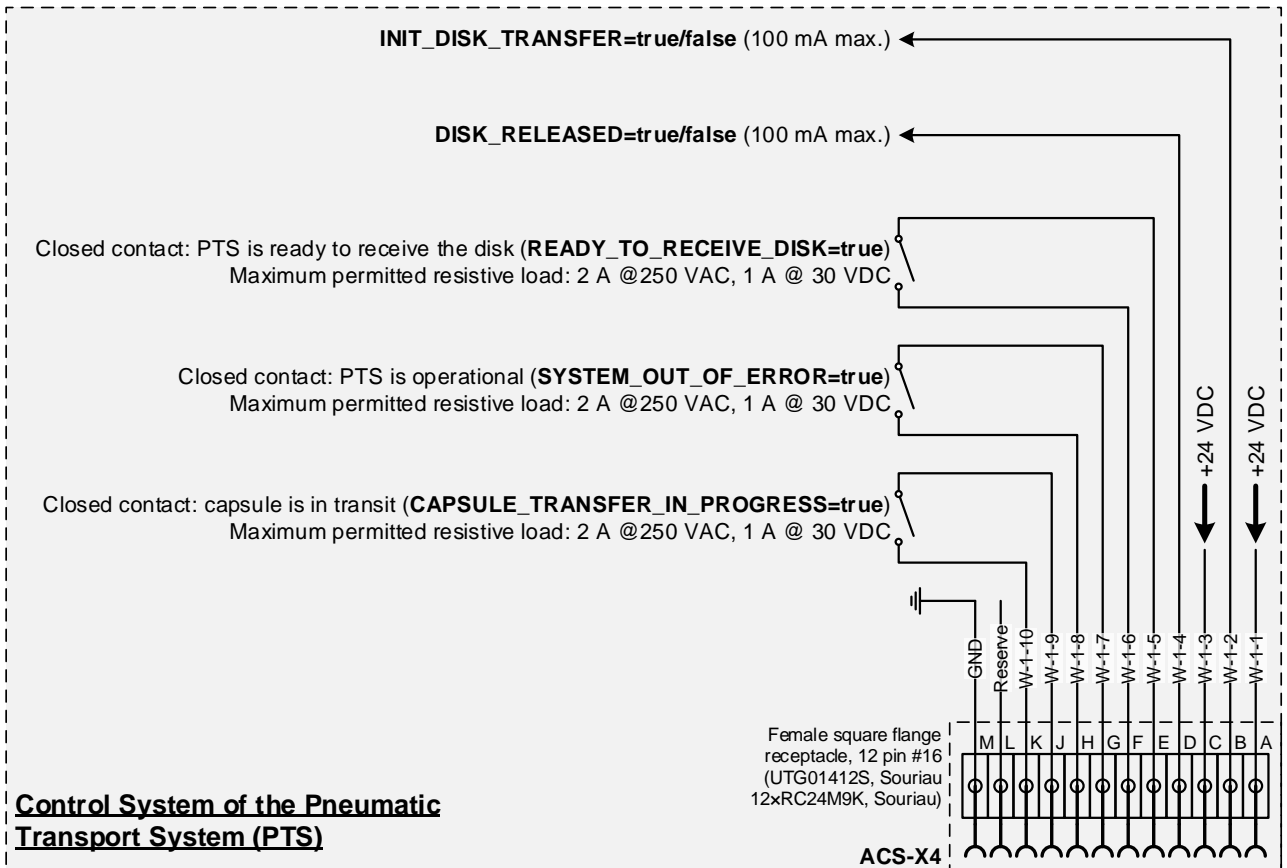 INIT_DISK_TRANSFER=true/false (100 mA max.)
DISK_RELEASED=true/false (100 mA max.)
Closed contact: PTS is ready to receive the disk (READY_TO_RECEIVE_DISK=true)
Maximum permitted resistive load: 2 A @250 VAC, 1 A @ 30 VDC
Closed contact: PTS is operational (SYSTEM_OUT_OF_ERROR=true)
Maximum permitted resistive load: 2 A @250 VAC, 1 A @ 30 VDC
+24 VDC
+24 VDC
Closed contact: capsule is in transit (CAPSULE_TRANSFER_IN_PROGRESS=true)
Maximum permitted resistive load: 2 A @250 VAC, 1 A @ 30 VDC
GND
Reserve
W-1-10
W-1-9
W-1-8
W-1-7
W-1-6
W-1-5
W-1-4
W-1-3
W-1-2
W-1-1
Female square flange
receptacle, 12 pin #16
(UTG01412S, Souriau
12×RC24M9K, Souriau)
M L K J H G F E D C B A
Control System of the Pneumatic
Transport System (PTS)
ACS-X4